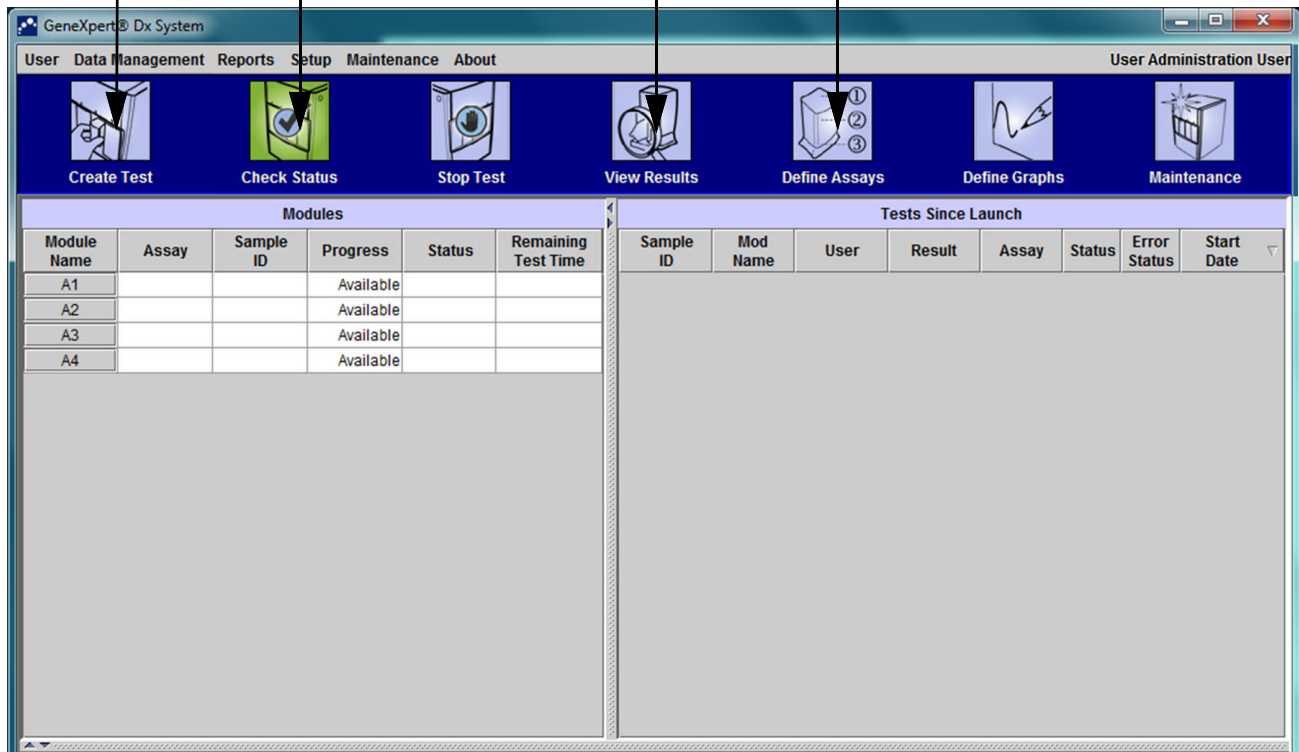 GeneXpert® Dx System
User Data Management Reports Setup Maintenance About User Administration User
① 
② 
③
Create Test Check Status Stop Test View Results Define Assays Define Graphs Maintenance
Modules Tests Since Launch
Module Name Assay Sample ID Progress Status Remaining Test Time Sample ID Mod Name User Result Assay Status Error Status Start Date
A1 Available
A2 Available
A3 Available
A4 Available